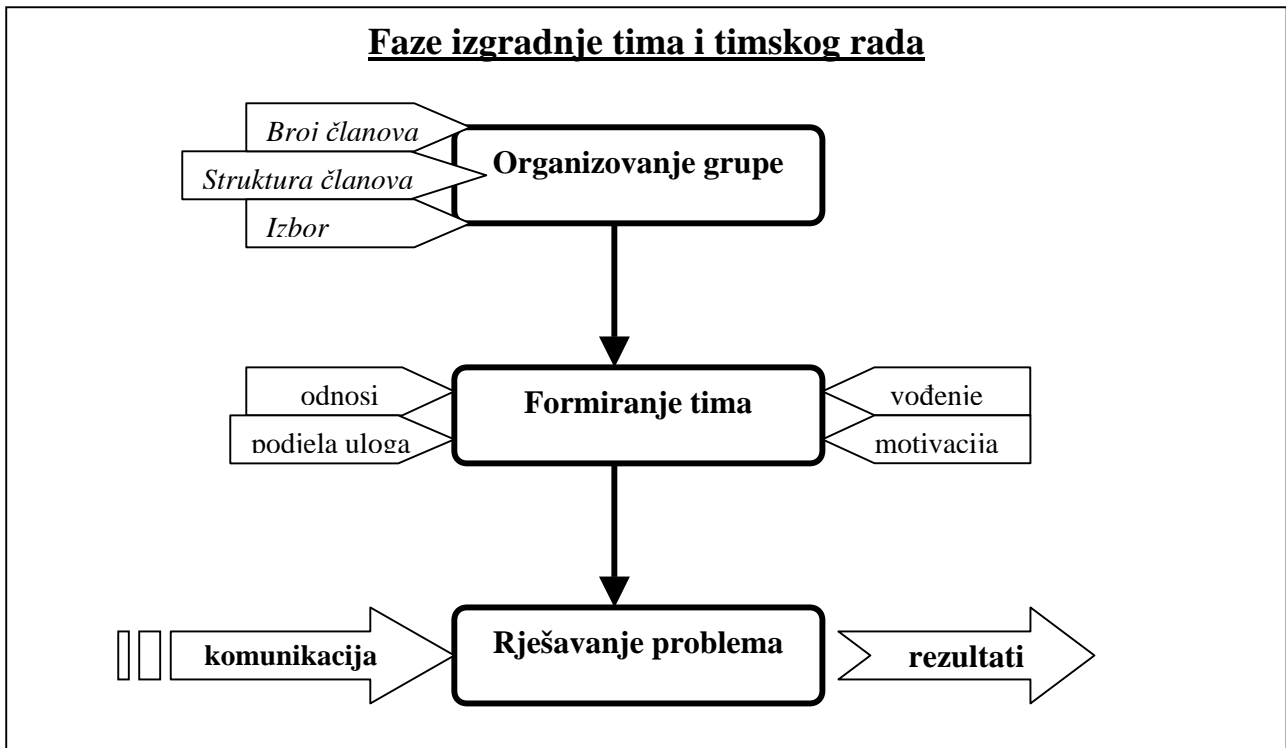 Faze izgradnje tima i timskog rada
Broj članova
Organizovanje grupe
Struktura članova
Izbor
odnosi
Formiranje tima
vođenje
podjela uloga
motivacija
komunikacija
Rješavanje problema
rezultati